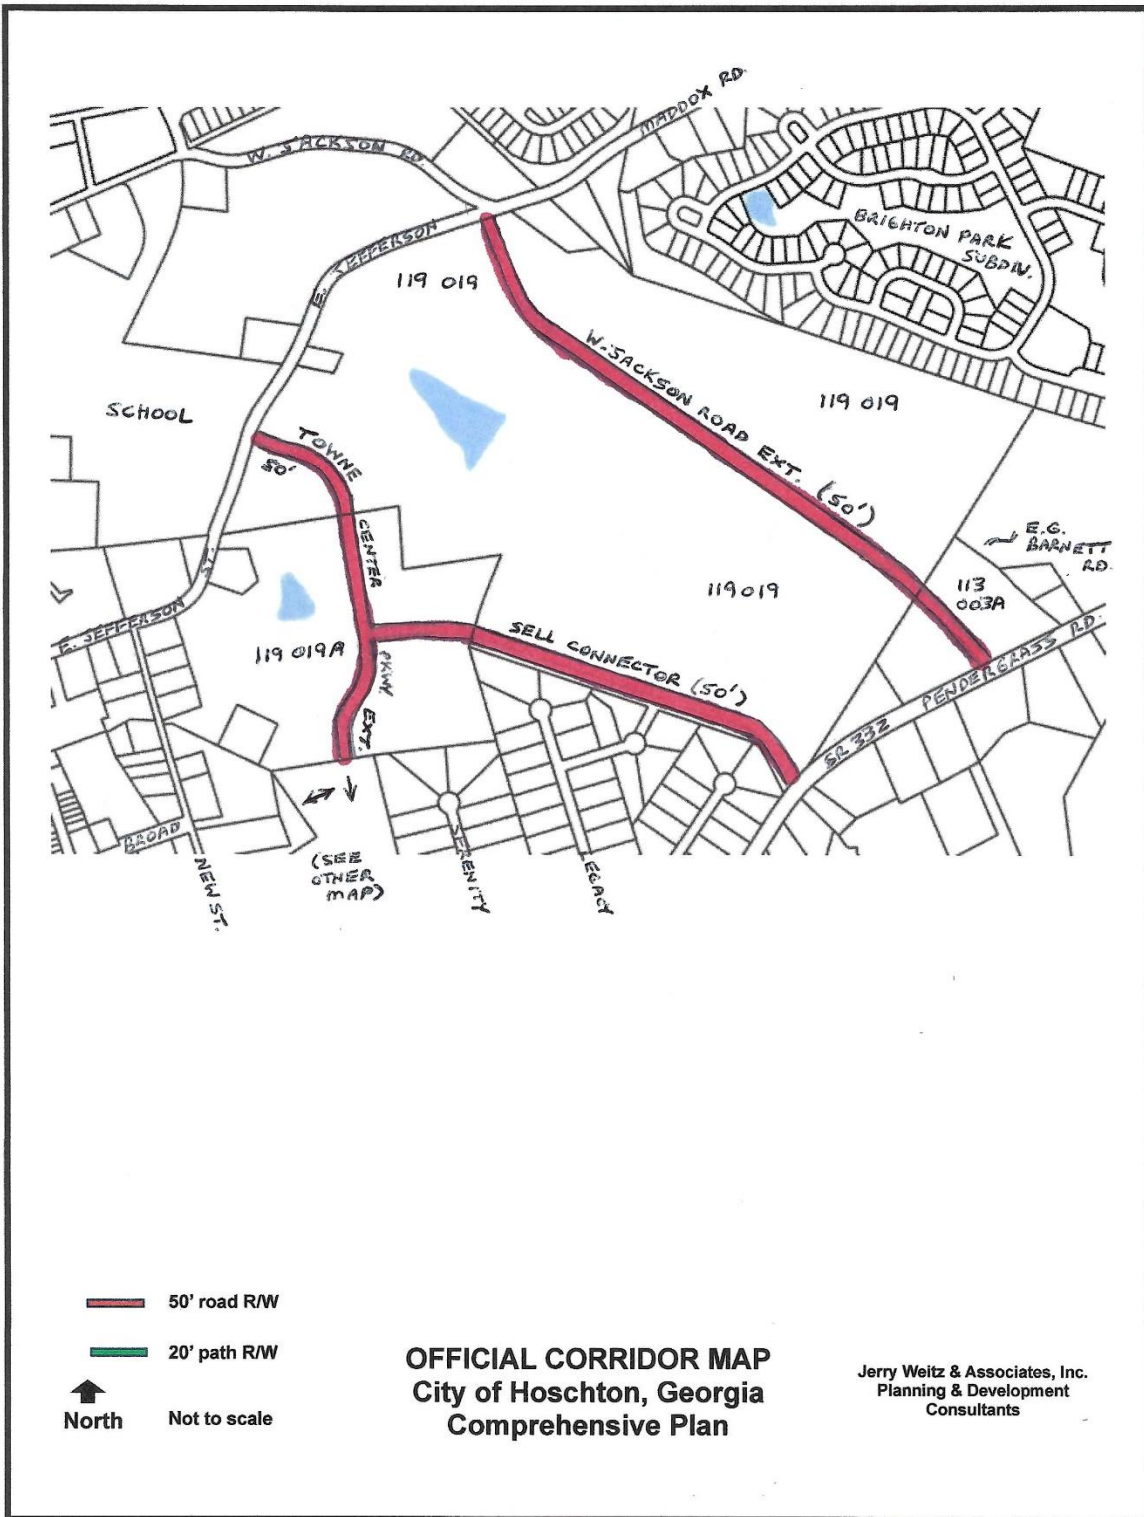 MADDOX RD.
W. JACKSON RD.
BRIGHTON PARK
SUBDIV.
E. JEFFERSON
119 019
W. JACKSON ROAD EXT. (50')
119 019
SCHOOL
TOWNE
50'
CENTER
E.G.
BARNETT
RD.
ST.
119019
113
003A
E. JEFFERSON
SELL CONNECTOR (50')
119 019A
PKWY.
EXT.
SR 332 PENDERGRASS RD.
BROAD
NEW ST.
(SEE
OTHER
MAP)
SERENITY
LEGACY
50' road R/W
20' path R/W
North
Not to scale
OFFICIAL CORRIDOR MAP
City of Hoschton, Georgia
Comprehensive Plan
Jerry Weitz & Associates, Inc.
Planning & Development
Consultants